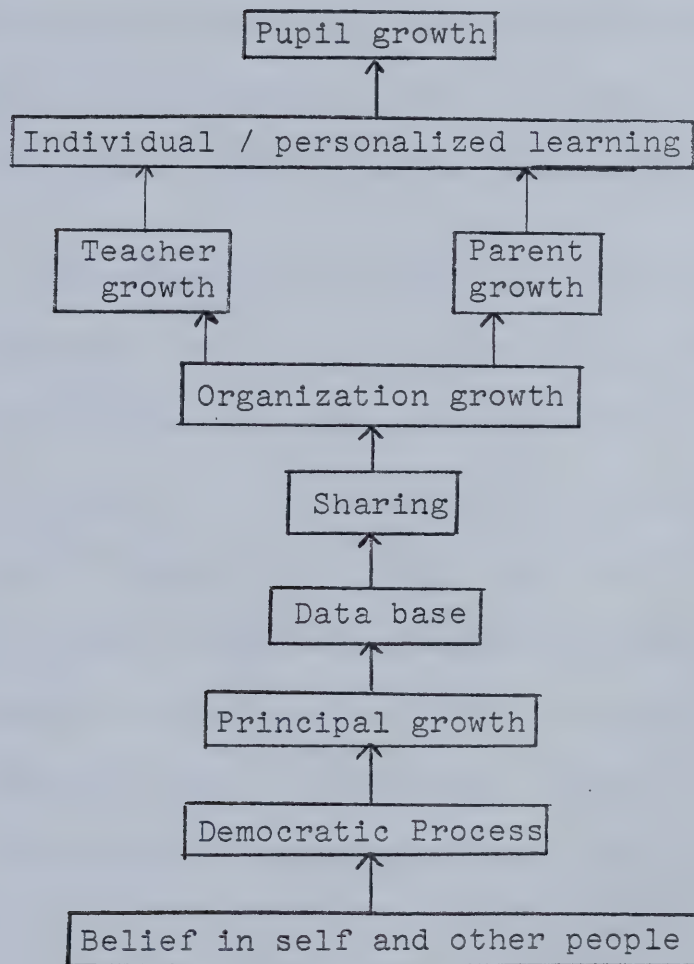 Pupil growth
Individual / personalized learning
Teacher
growth
Parent
growth
Organization growth
Sharing
Data base
Principal growth
Democratic Process
Belief in self and other people